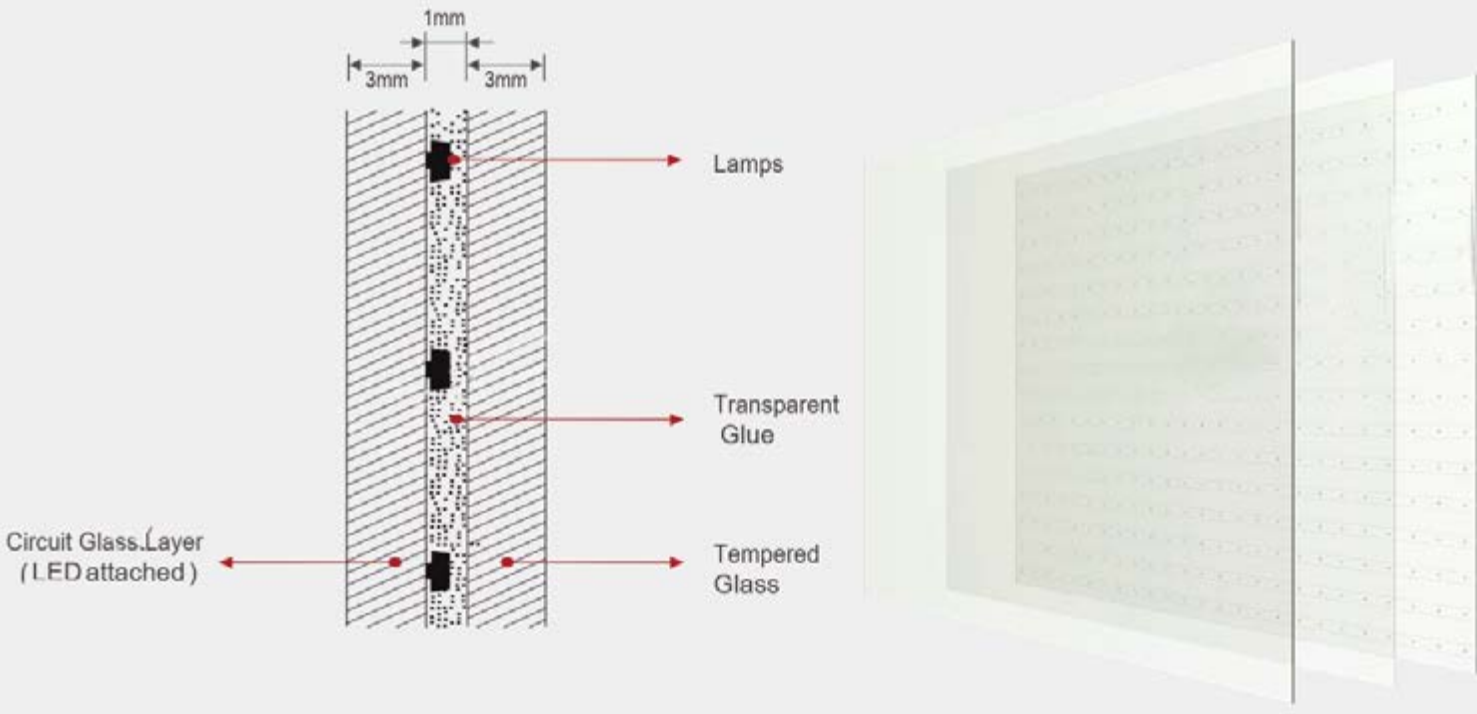 1mm
3mm 3mm
Lamps
Transparent
Glue
Circuit Glass.Layer
(LED attached)
Tempered
Glass